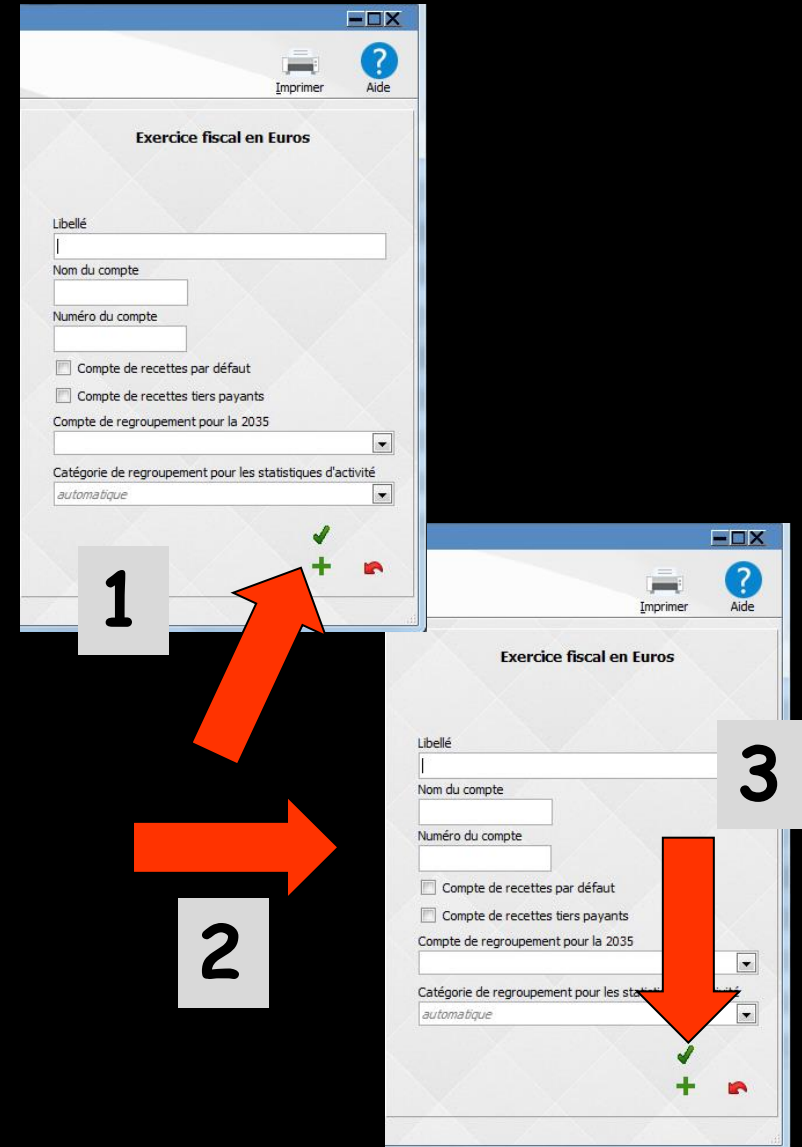 Imprimer
Aide
Exercice fiscal en Euros
Libellé
Nom du compte
Numéro du compte
Compte de recettes par défaut
Compte de recettes tiers payants
Compte de regroupement pour la 2035
Catégorie de regroupement pour les statistiques d'activité
automatique
1
2
Imprimer
Aide
Exercice fiscal en Euros
Libellé
3
Nom du compte
Numéro du compte
Compte de recettes par défaut
Compte de recettes tiers payants
Compte de regroupement pour la 2035
Catégorie de regroupement pour les
automatique